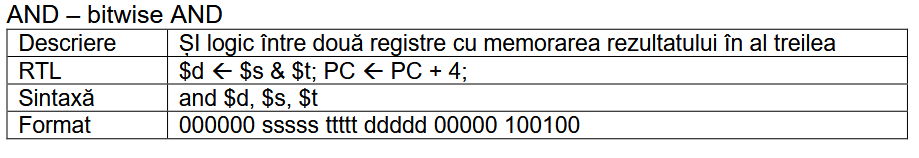 AND – bitwise AND
Descriere ȘI logic între două registre cu memorarea rezultatului în al treilea
RTL $d ← $s & $t; PC ← PC + 4;
Sintaxă and $d, $s, $t
Format 000000 sssss ttttt ddddd 00000 100100